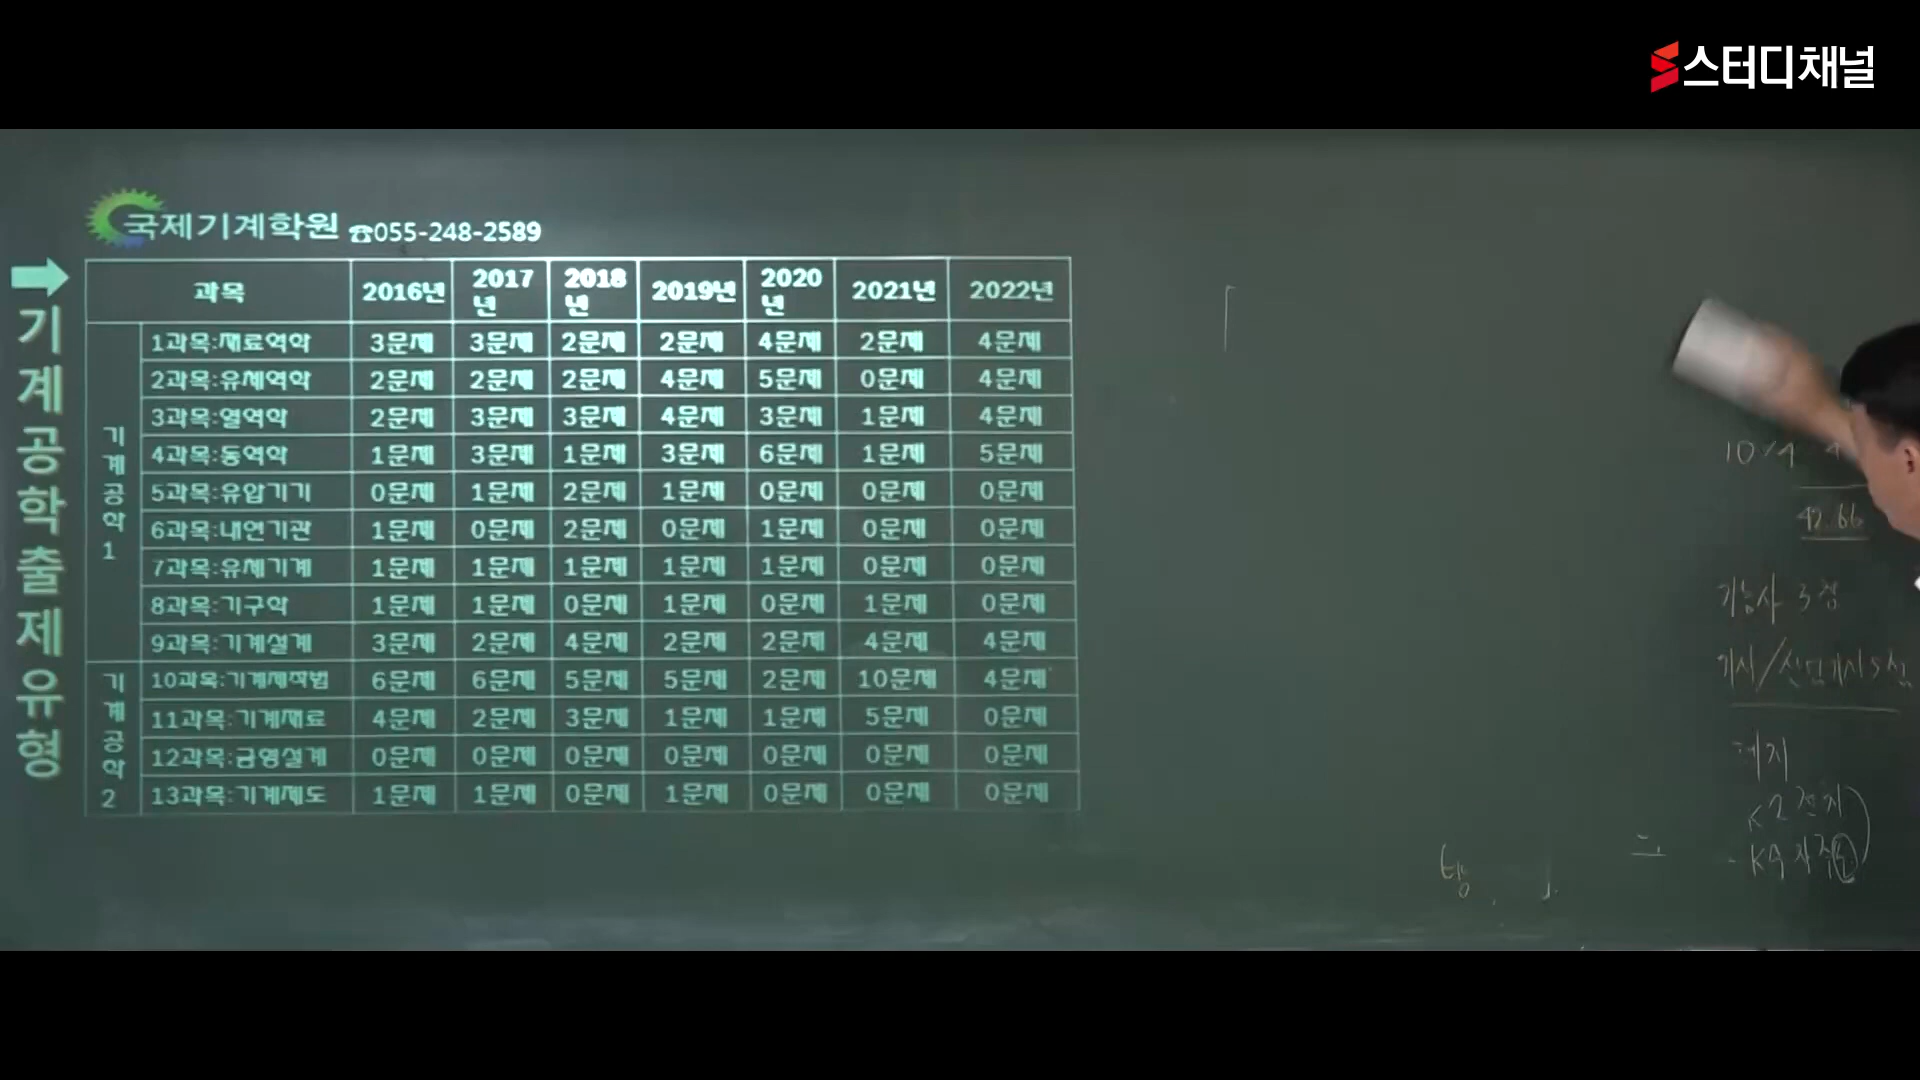 스터디채널
국제기계학원 ☎055-248-2589
기계공학출제유형
과목 2016년 2017년 2018년 2019년 2020년 2021년 2022년
기계공학1
1과목:재료역학 3문제 3문제 2문제 2문제 4문제 2문제 4문제
2과목:유체역학 2문제 2문제 2문제 4문제 5문제 0문제 4문제
3과목:열역학 2문제 3문제 3문제 4문제 3문제 1문제 4문제
4과목:동역학 1문제 3문제 1문제 3문제 6문제 1문제 5문제
5과목:유압기기 0문제 1문제 2문제 1문제 0문제 0문제 0문제
6과목:내연기관 1문제 0문제 2문제 0문제 1문제 0문제 0문제
7과목:유체기계 1문제 1문제 1문제 1문제 1문제 0문제 0문제
8과목:기구학 1문제 1문제 0문제 1문제 0문제 1문제 0문제
9과목:기계설계 3문제 2문제 4문제 2문제 2문제 4문제 4문제
기계공학2
10과목:기계제작법 6문제 6문제 5문제 5문제 2문제 10문제 4문제
11과목:기계재료 4문제 2문제 3문제 1문제 1문제 5문제 0문제
12과목:금형설계 0문제 0문제 0문제 0문제 0문제 0문제 0문제
13과목:기계제도 1문제 1문제 0문제 1문제 0문제 0문제 0문제
42.66
기능사 3점
기사/산업기사 5점
K2 전차
K9 자주